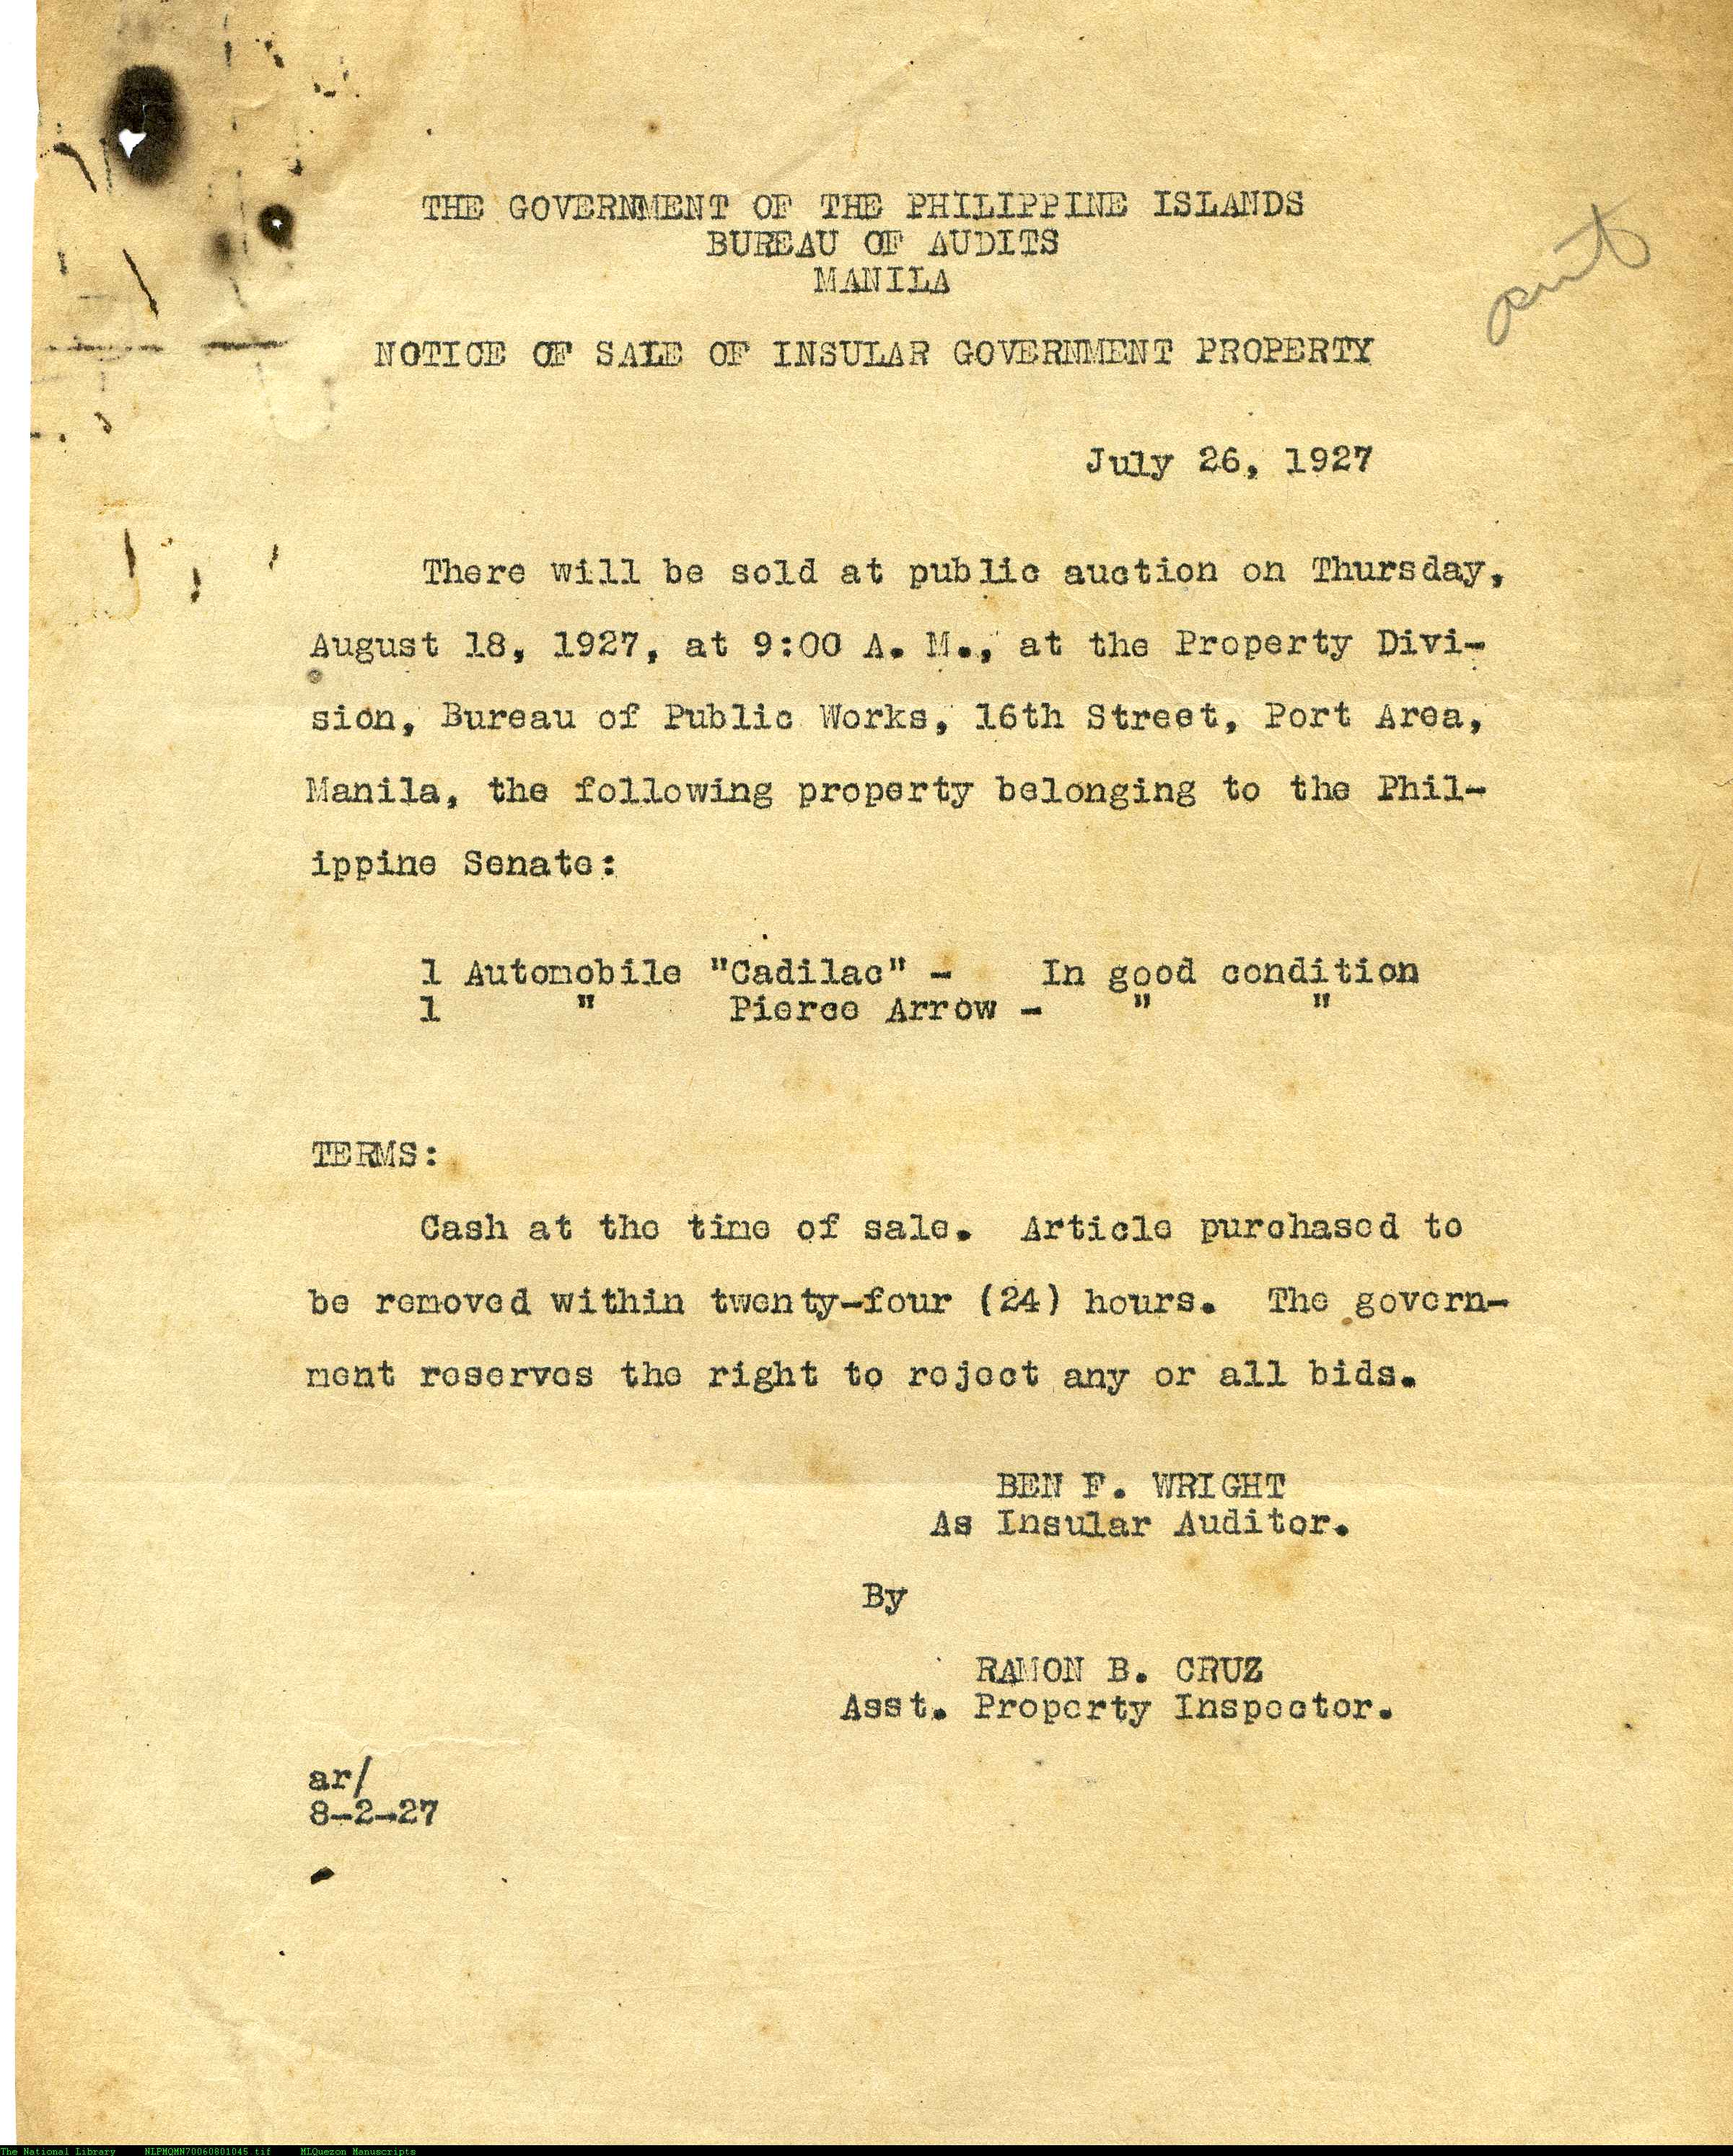 THE GOVERNMENT OF THE PHILIPPINE ISLANDS
BUREAU OF AUDITS
MANILA
NOTICE OF SALE OF INSULAR GOVERNMENT PROPERTY
July 26, 1927
There will be sold at public auction on Thursday,
August 18, 1927, at 9:00 A. M., at the Property Divi-
sion, Bureau of Public Works, 16th Street, Port Area,
Manila, the following property belonging to the Phil-
ippine Senate:
1 Automobile "Cadilac" - In good condition
1 " Pierce Arrow - " "
TERMS:
Cash at the time of sale. Article purchased to
be removed within twenty-four (24) hours. The govern-
ment reserves the right to reject any or all bids.
BEN F. WRIGHT
As Insular Auditor.
By
RAMON B. CRUZ
Asst. Property Inspector.
ar/
8-2-27
The National Library NLPMQMN70060801045 tif MLQuezon Manuscripts